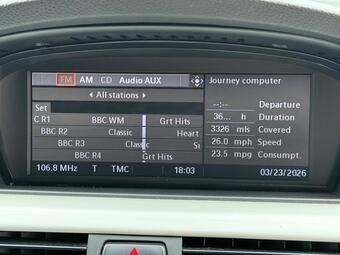 FM AM CD Audio AUX
All stations
Set
C R1 BBC WM Grt Hits
BBC R2 Classic Heart
BBC R3 Classic
BBC R4 Grt Hits
106.8 MHz T TMC 18:03
Journey computer
--:-- Departure
36... h Duration
3326 mls Covered
26.0 mph Speed
23.5 mpg Consumpt.
03/23/2026